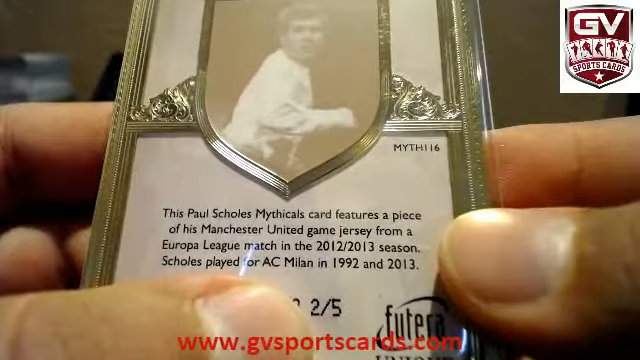 GV
SPORTS CARDS
MYTH116
This Paul Scholes Mythicals card features a piece
of his Manchester United game jersey from a
Europa League match in the 2012/2013 season.
Scholes played for AC Milan in 1992 and 2013.
2/5
futera
UNIQUE
www.gvsportscards.com